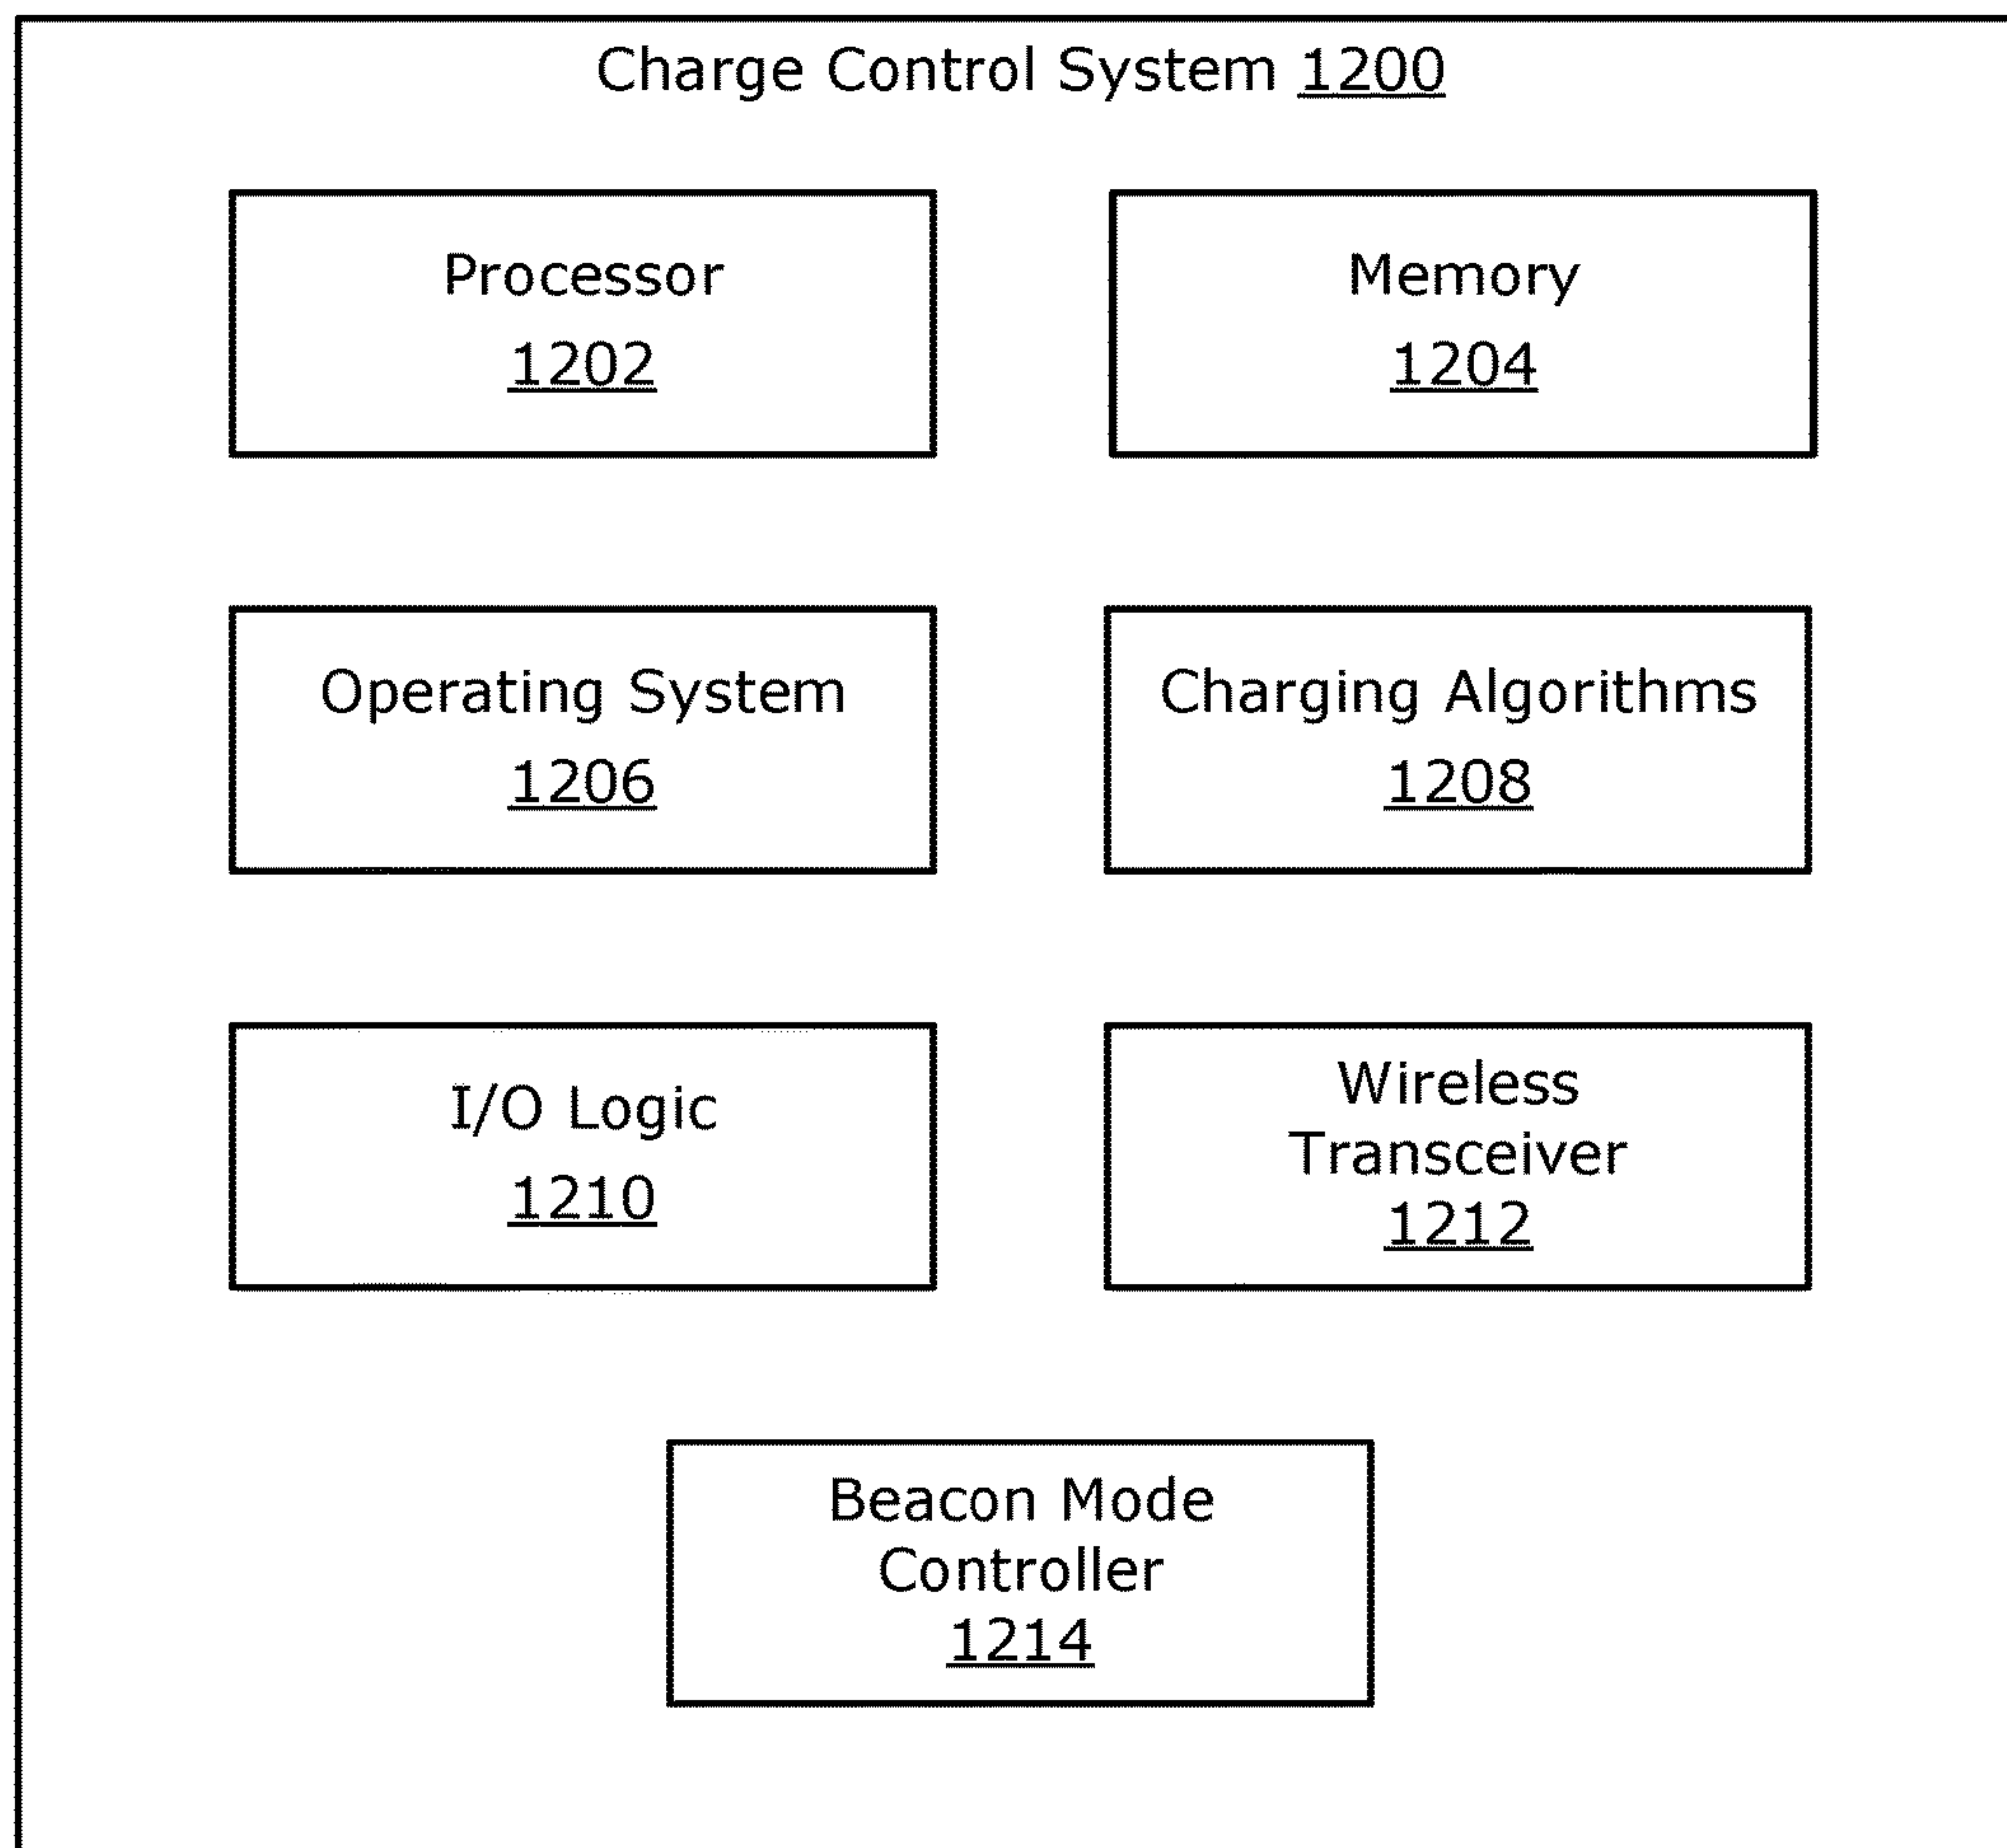 Charge Control System 1200
Processor
1202
Memory
1204
Operating System
1206
Charging Algorithms
1208
I/O Logic
1210
Wireless
Transceiver
1212
Beacon Mode
Controller
1214